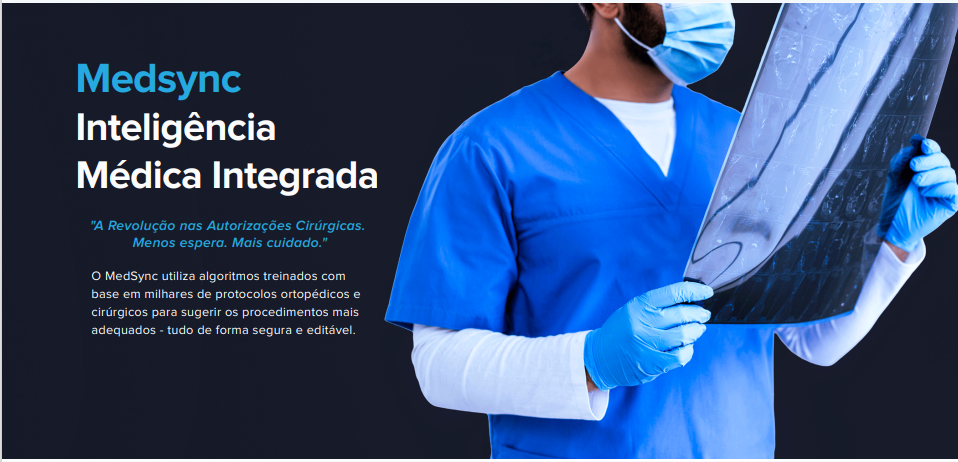 Medsync
Inteligência
Médica Integrada
"A Revolução nas Autorizações Cirúrgicas.
Menos espera. Mais cuidado."
O MedSync utiliza algoritmos treinados com
base em milhares de protocolos ortopédicos e
cirúrgicos para sugerir os procedimentos mais
adequados - tudo de forma segura e editável.